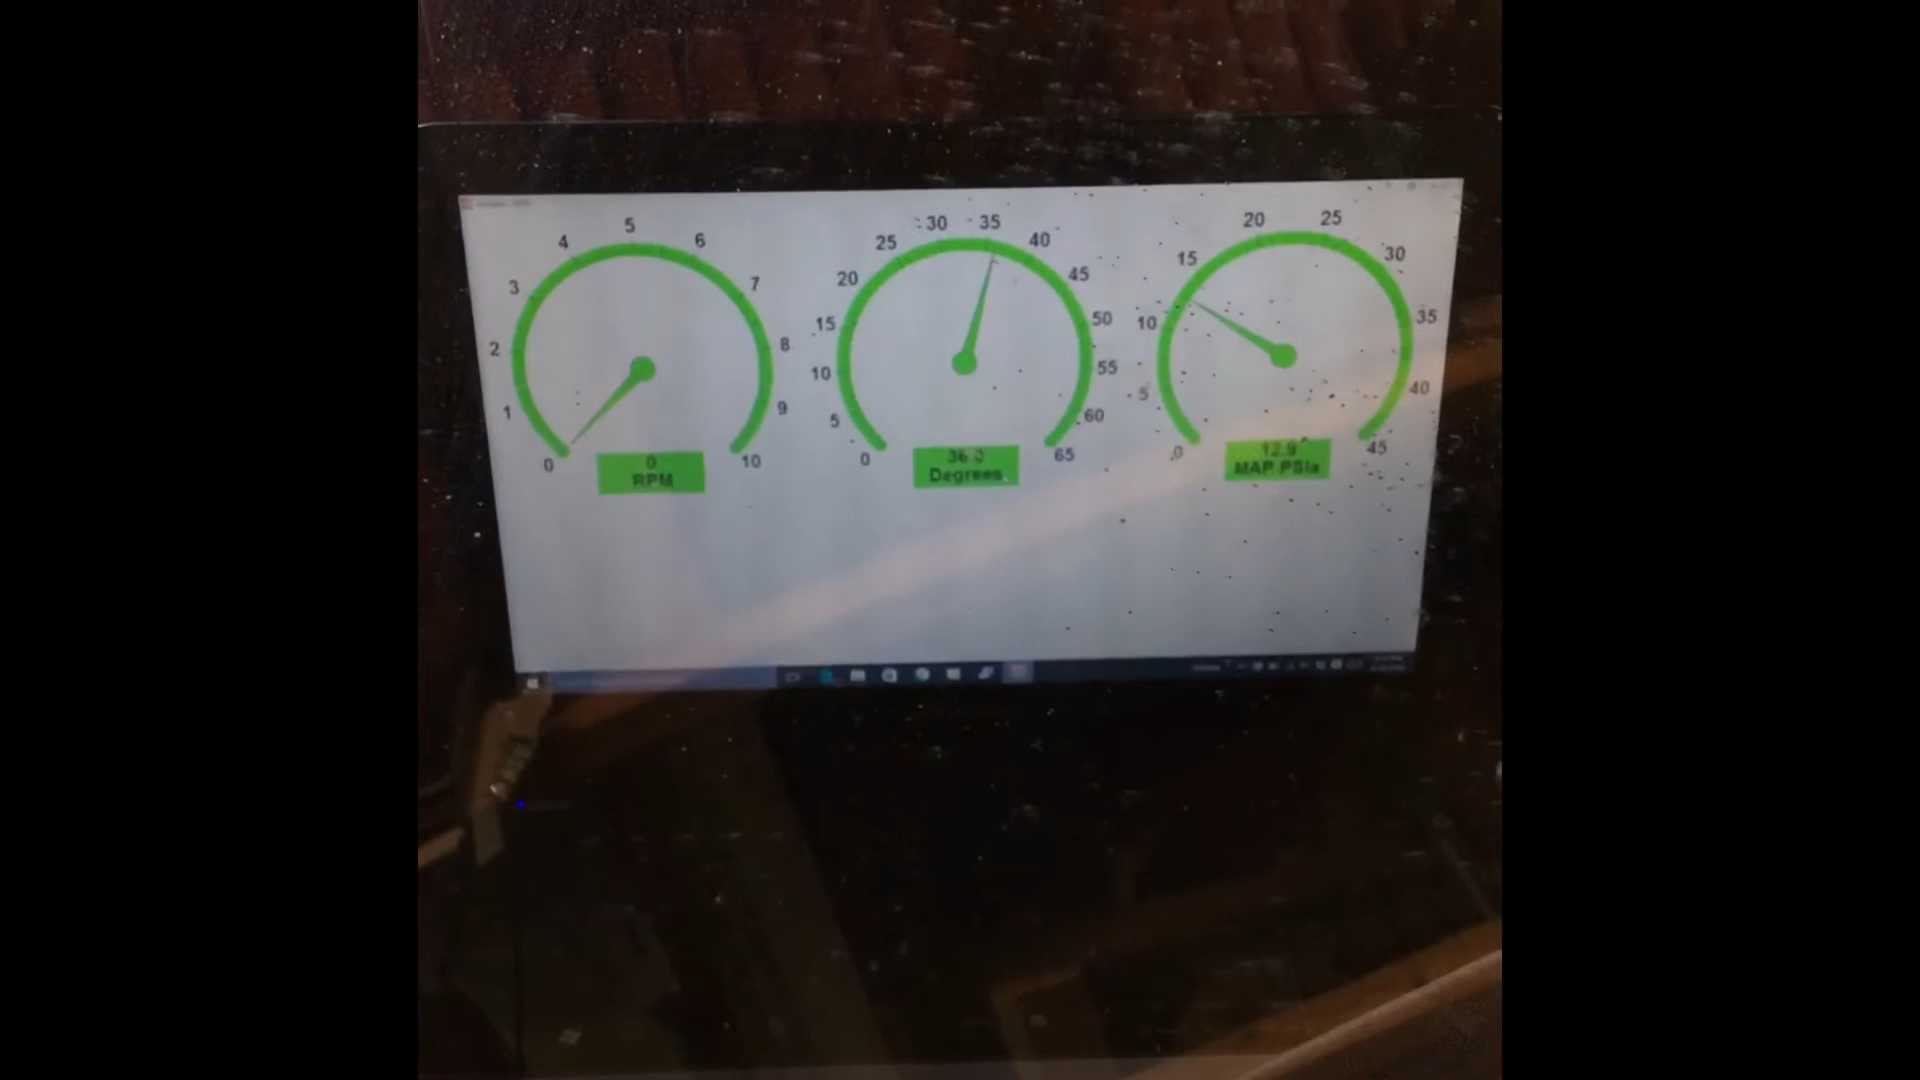 0 1 2 3 4 5 6 7 8 9 10
0
RPM
0 5 10 15 20 25 30 35 40 45 50 55 60 65
36.0
Degrees
0 5 10 15 20 25 30 35 40 45
12.9
MAP PSIa